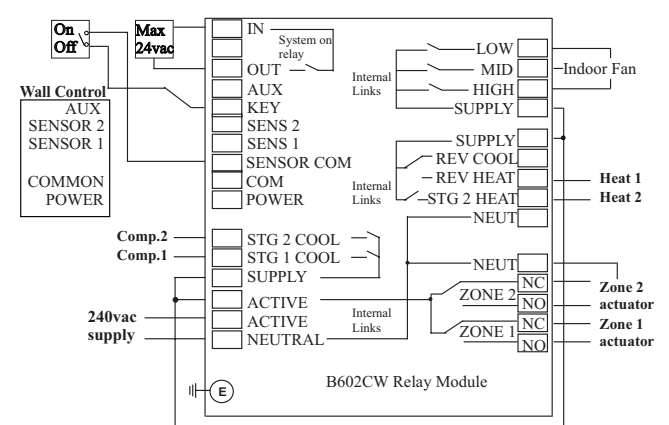 On
Off
Max
24vac
IN
System on
relay
OUT
AUX
KEY
SENS 2
SENS 1
SENSOR COM
COM
POWER
Wall Control
AUX
SENSOR 2
SENSOR 1
COMMON
POWER
LOW
MID
HIGH
SUPPLY
Internal
Links
Indoor Fan
SUPPLY
REV COOL
REV HEAT
STG 2 HEAT
NEUT
Internal
Links
Heat 1
Heat 2
Comp.2
Comp.1
STG 2 COOL
STG 1 COOL
SUPPLY
ACTIVE
ACTIVE
NEUTRAL
240vac
supply
Internal
Links
NEUT
NC
ZONE 2
NO
NC
ZONE 1
NO
Zone 2
actuator
Zone 1
actuator
E
B602CW Relay Module